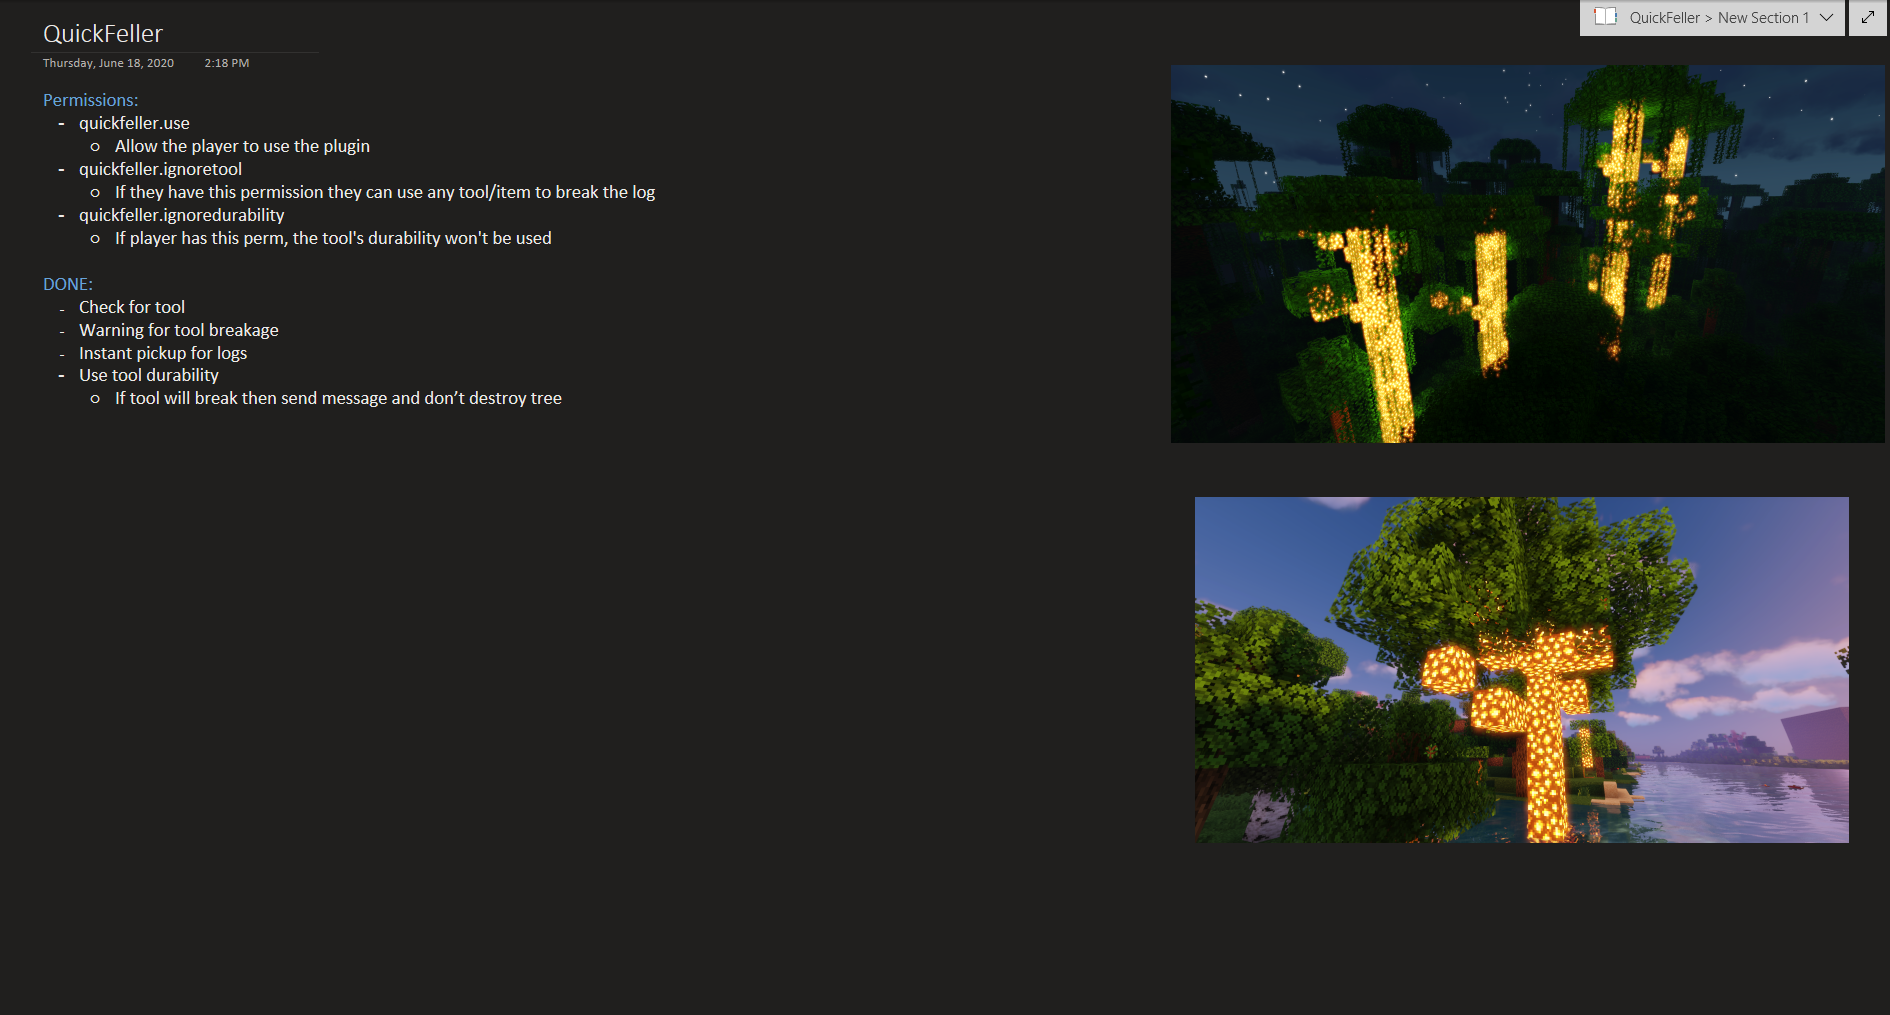 QuickFeller > New Section 1
QuickFeller
Thursday, June 18, 2020 2:18 PM
Permissions:
- quickfeller.use
o Allow the player to use the plugin
- quickfeller.ignoretool
o If they have this permission they can use any tool/item to break the log
- quickfeller.ignoredurability
o If player has this perm, the tool's durability won't be used
DONE:
- Check for tool
- Warning for tool breakage
- Instant pickup for logs
- Use tool durability
o If tool will break then send message and don’t destroy tree